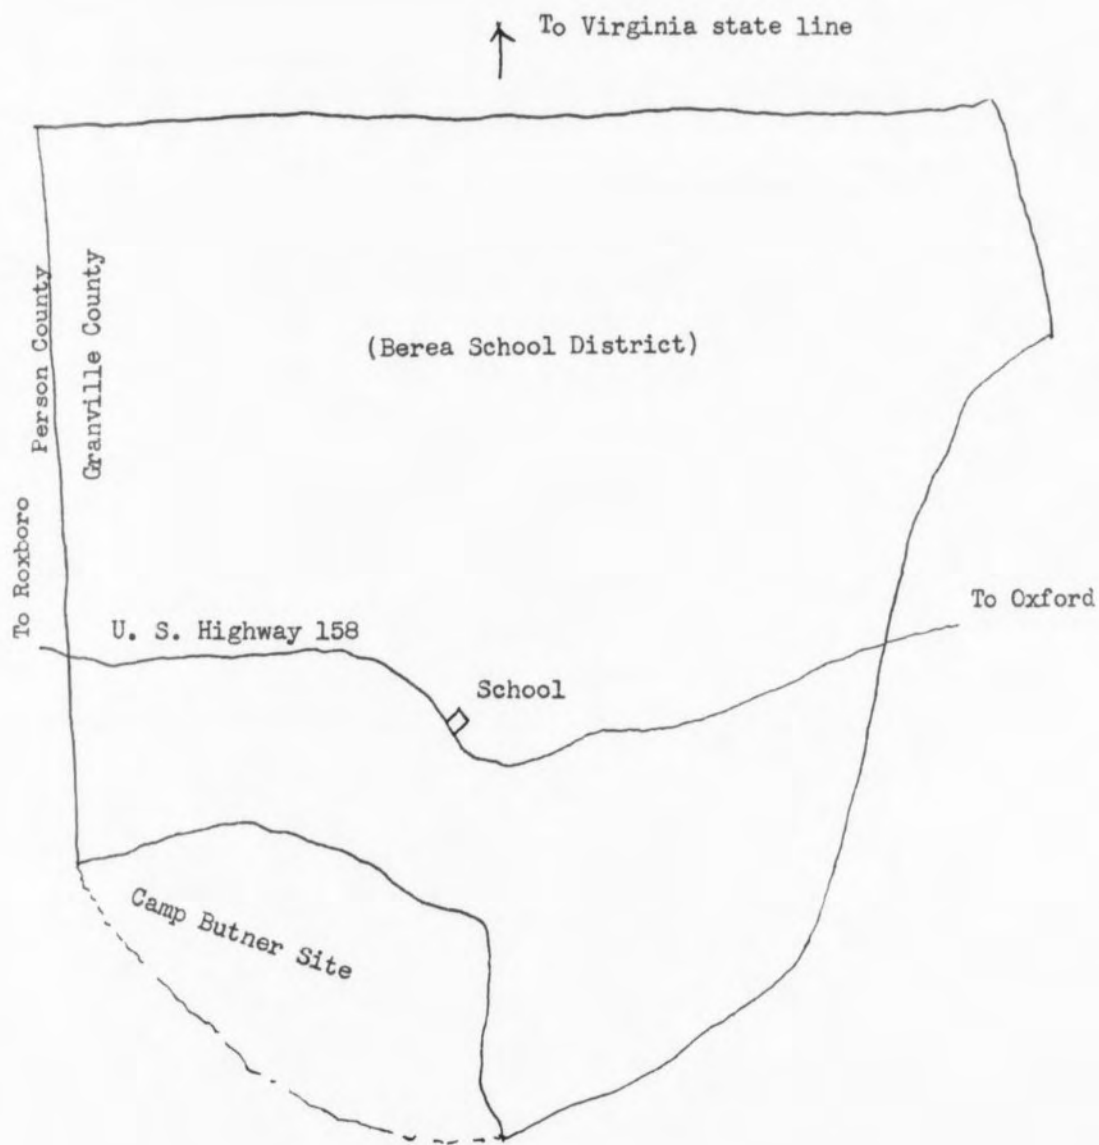 To Virginia state line
Person County
Granville County
(Berea School District)
To Roxboro
To Oxford
U. S. Highway 158
School
Camp Butner Site